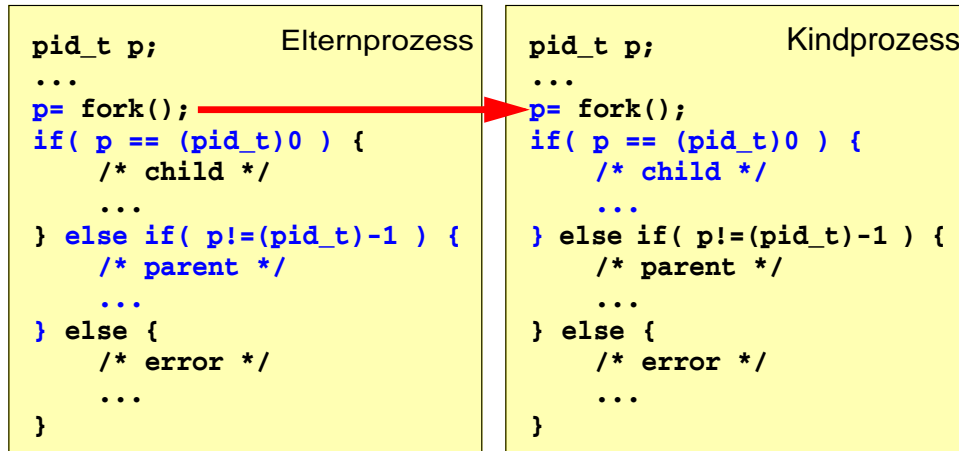 pid_t p; Elternprozess
...
p= fork();
if( p == (pid_t)0 ) {
    /* child */
    ...
} else if( p!=(pid_t)-1 ) {
    /* parent */
    ...
} else {
    /* error */
    ...
}
pid_t p; Kindprozess
...
p= fork();
if( p == (pid_t)0 ) {
    /* child */
    ...
} else if( p!=(pid_t)-1 ) {
    /* parent */
    ...
} else {
    /* error */
    ...
}